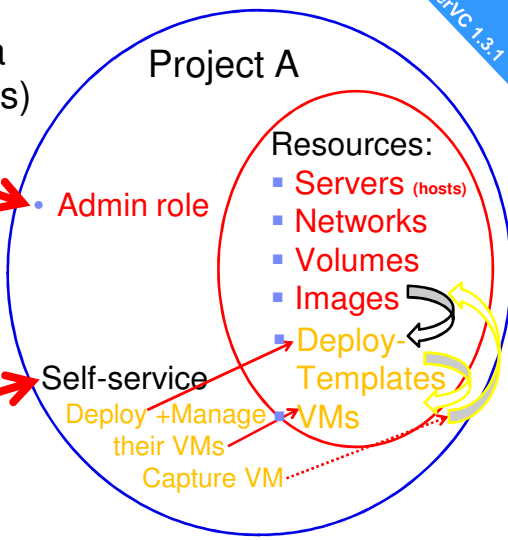 Project A
Resources:
Servers (hosts)
Networks
Volumes
Images
Deploy-
Templates
VMs
Admin role
Self-service
Deploy +Manage
their VMs
Capture VM
1.3.1